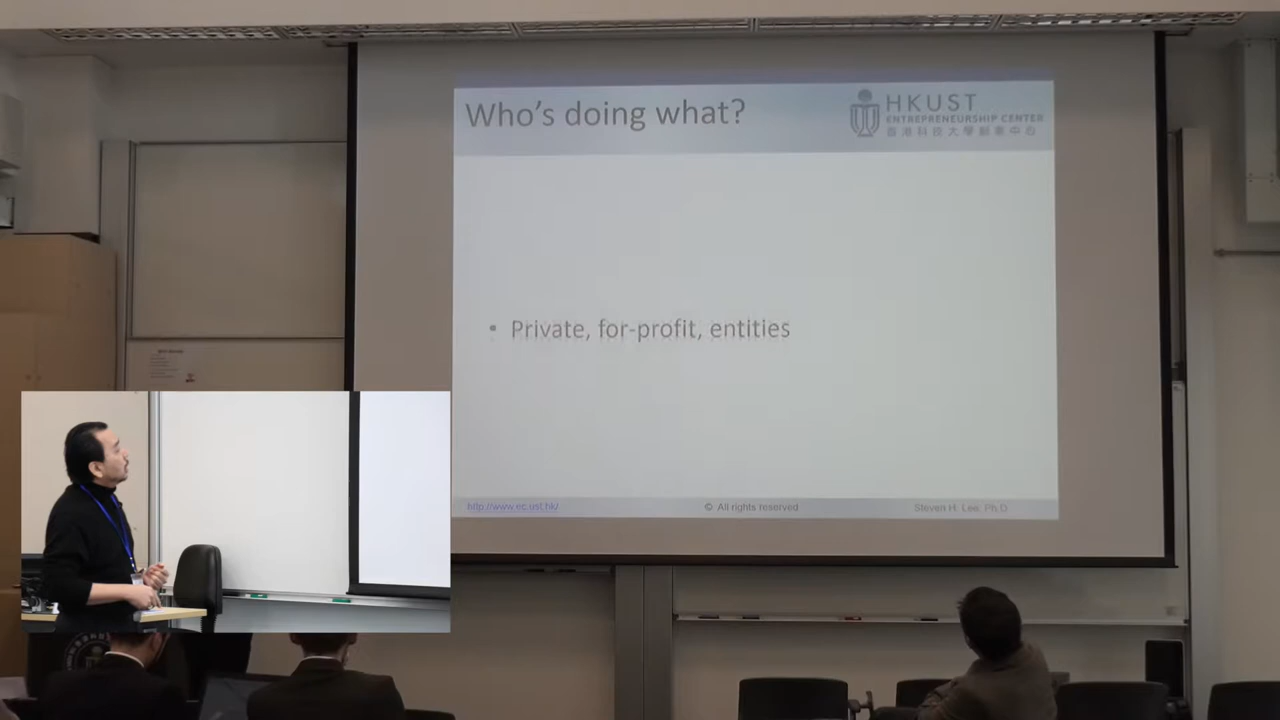 Who's doing what?
HKUST
ENTREPRENEURSHIP CENTER
香港科技大學創業中心
• Private, for-profit, entities
http://www.ec.ust.hk/
© All rights reserved
Steven H. Lee, Ph.D